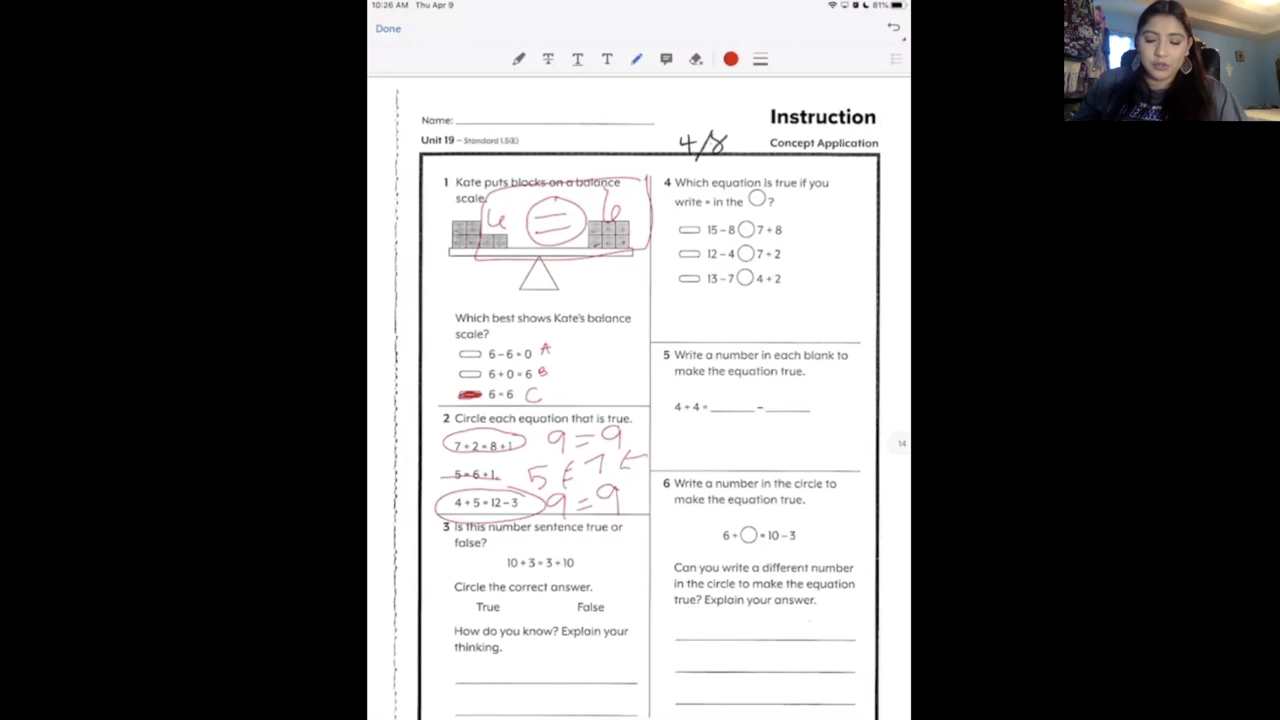 10:26 AM Thu Apr 9
81%
Done
T T T
Name:
Instruction
Unit 19 – Standard 1.5(E)
4/8
Concept Application
1 Kate puts blocks on a balance
scale.
6 = 6
Which best shows Kate's balance
scale?
6 – 6 = 0 A
6 + 0 = 6 B
6 = 6 C
2 Circle each equation that is true.
7 + 2 = 8 + 1 9 = 9
5 = 6 + 1 5 7
4 + 5 = 12 – 3 9 = 9
3 Is this number sentence true or
false?
10 + 3 = 3 + 10
Circle the correct answer.
True False
How do you know? Explain your
thinking.
4 Which equation is true if you
write = in the ◯?
15 – 8 ◯ 7 + 8
12 – 4 ◯ 7 + 2
13 – 7 ◯ 4 + 2
5 Write a number in each blank to
make the equation true.
4 + 4 = ____ – ____
14
6 Write a number in the circle to
make the equation true.
6 + ◯ = 10 – 3
Can you write a different number
in the circle to make the equation
true? Explain your answer.